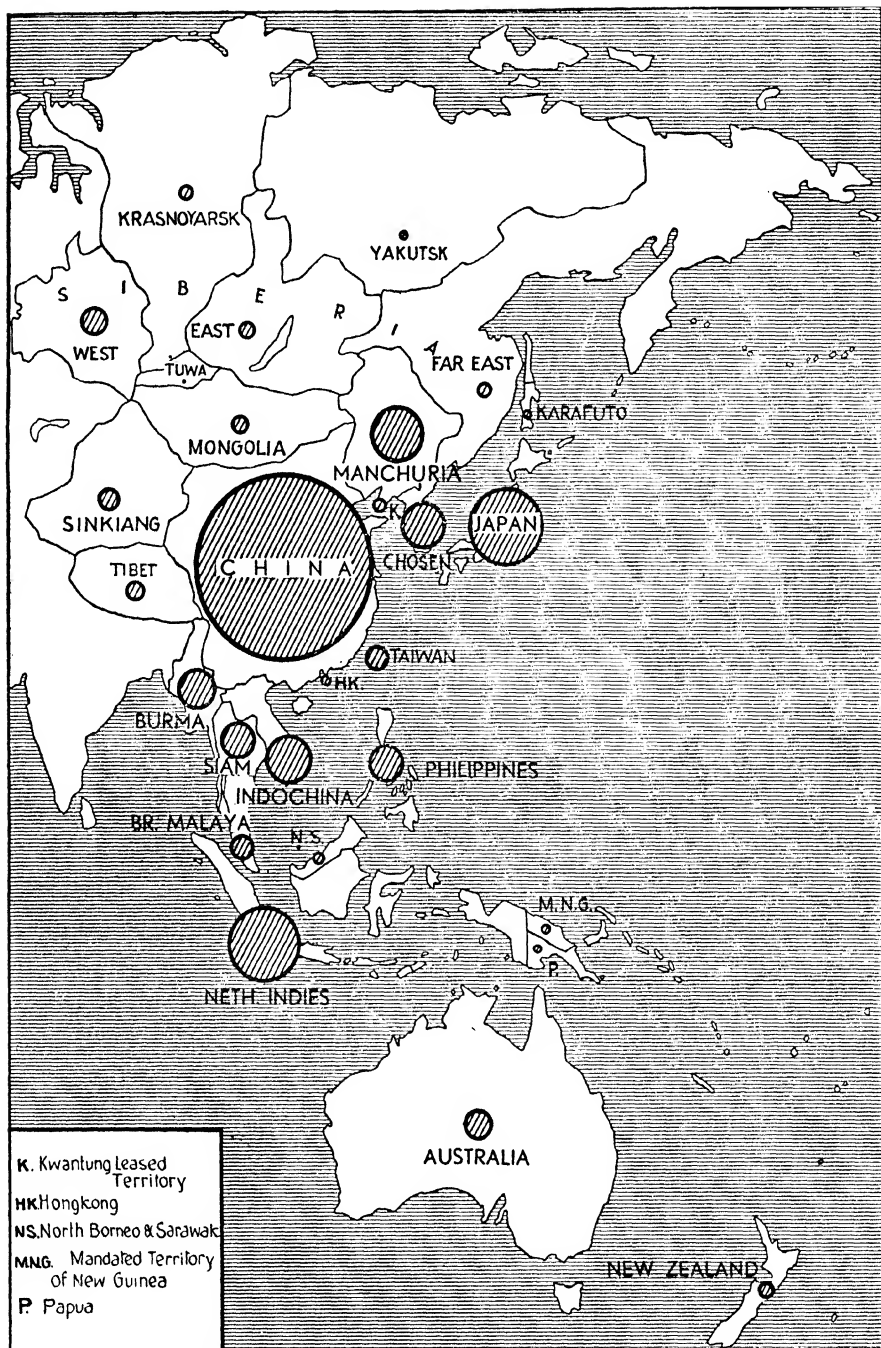 KRASNOYARSK
YAKUTSK
S I B E R I A
WEST
EAST
FAR EAST
TUWA
KARAFUTO
MONGOLIA
MANCHURIA
SINKIANG
K.
JAPAN
TIBET
CHINA
CHOSEN
TAIWAN
HK.
BURMA
SIAM
INDOCHINA
PHILIPPINES
BR. MALAYA
N.S.
M.N.G.
P.
NETH. INDIES
AUSTRALIA
NEW ZEALAND
K. Kwantung Leased
Territory
HK. Hongkong
NS. North Borneo & Sarawak
MNG. Mandated Territory
of New Guinea
P. Papua